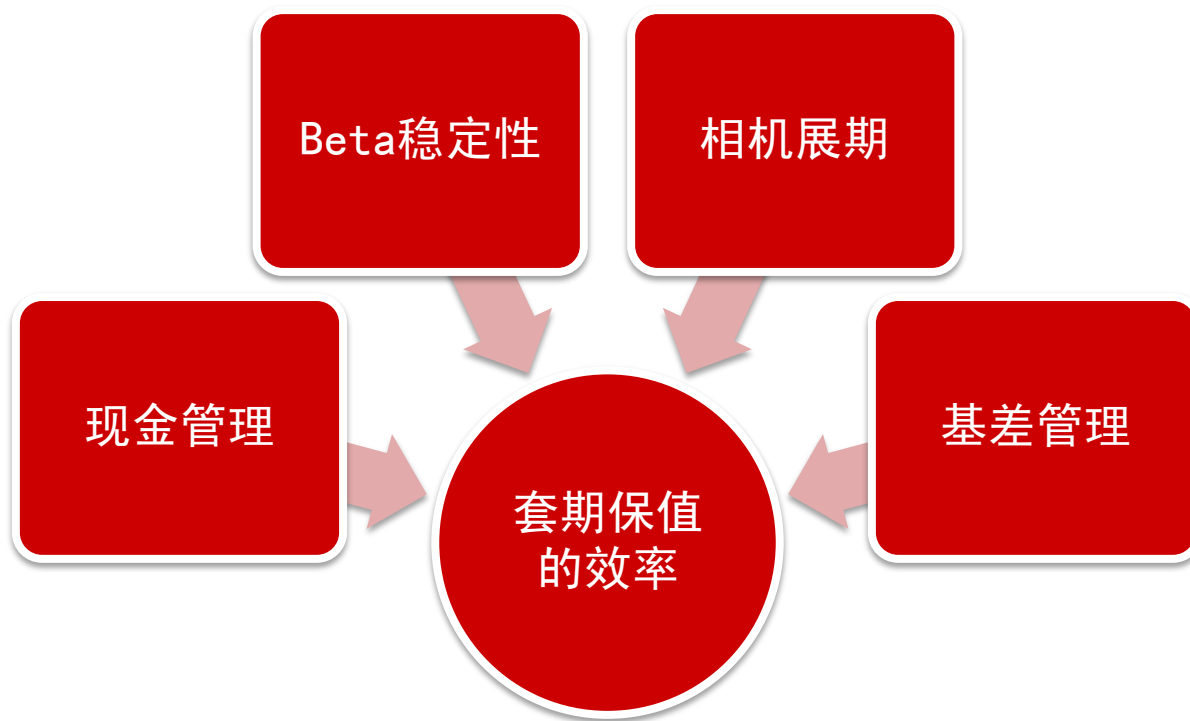 Beta稳定性
相机展期
现金管理
基差管理
套期保值
的效率